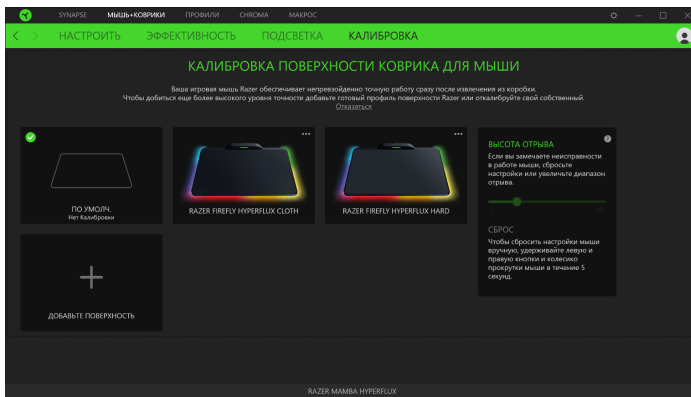 SYNAPSE МЫШЬ+КОВРИКИ ПРОФИЛИ CHROMA МАКРОС
НАСТРОИТЬ ЭФФЕКТИВНОСТЬ ПОДСВЕТКА КАЛИБРОВКА
КАЛИБРОВКА ПОВЕРХНОСТИ КОВРИКА ДЛЯ МЫШИ
Ваша игровая мышь Razer обеспечивает непревзойденно точную работу сразу после извлечения из коробки.
Чтобы добиться еще более высокого уровня точности добавьте готовый профиль поверхности Razer или откалибруйте свой собственный.
Отказаться
ПО УМОЛЧ.
Нет Калибровки
RAZER FIREFLY HYPERFLUX CLOTH
RAZER FIREFLY HYPERFLUX HARD
ВЫСОТА ОТРЫВА
Если вы замечаете неисправности
в работе мыши, сбросьте
настройки или увеличьте диапазон
отрыва.
СБРОС
Чтобы сбросить настройки мыши
вручную, удерживайте левую и
правую кнопки и колесико
прокрутки мыши в течение 5
секунд.
ДОБАВЬТЕ ПОВЕРХНОСТЬ
RAZER MAMBA HYPERFLUX